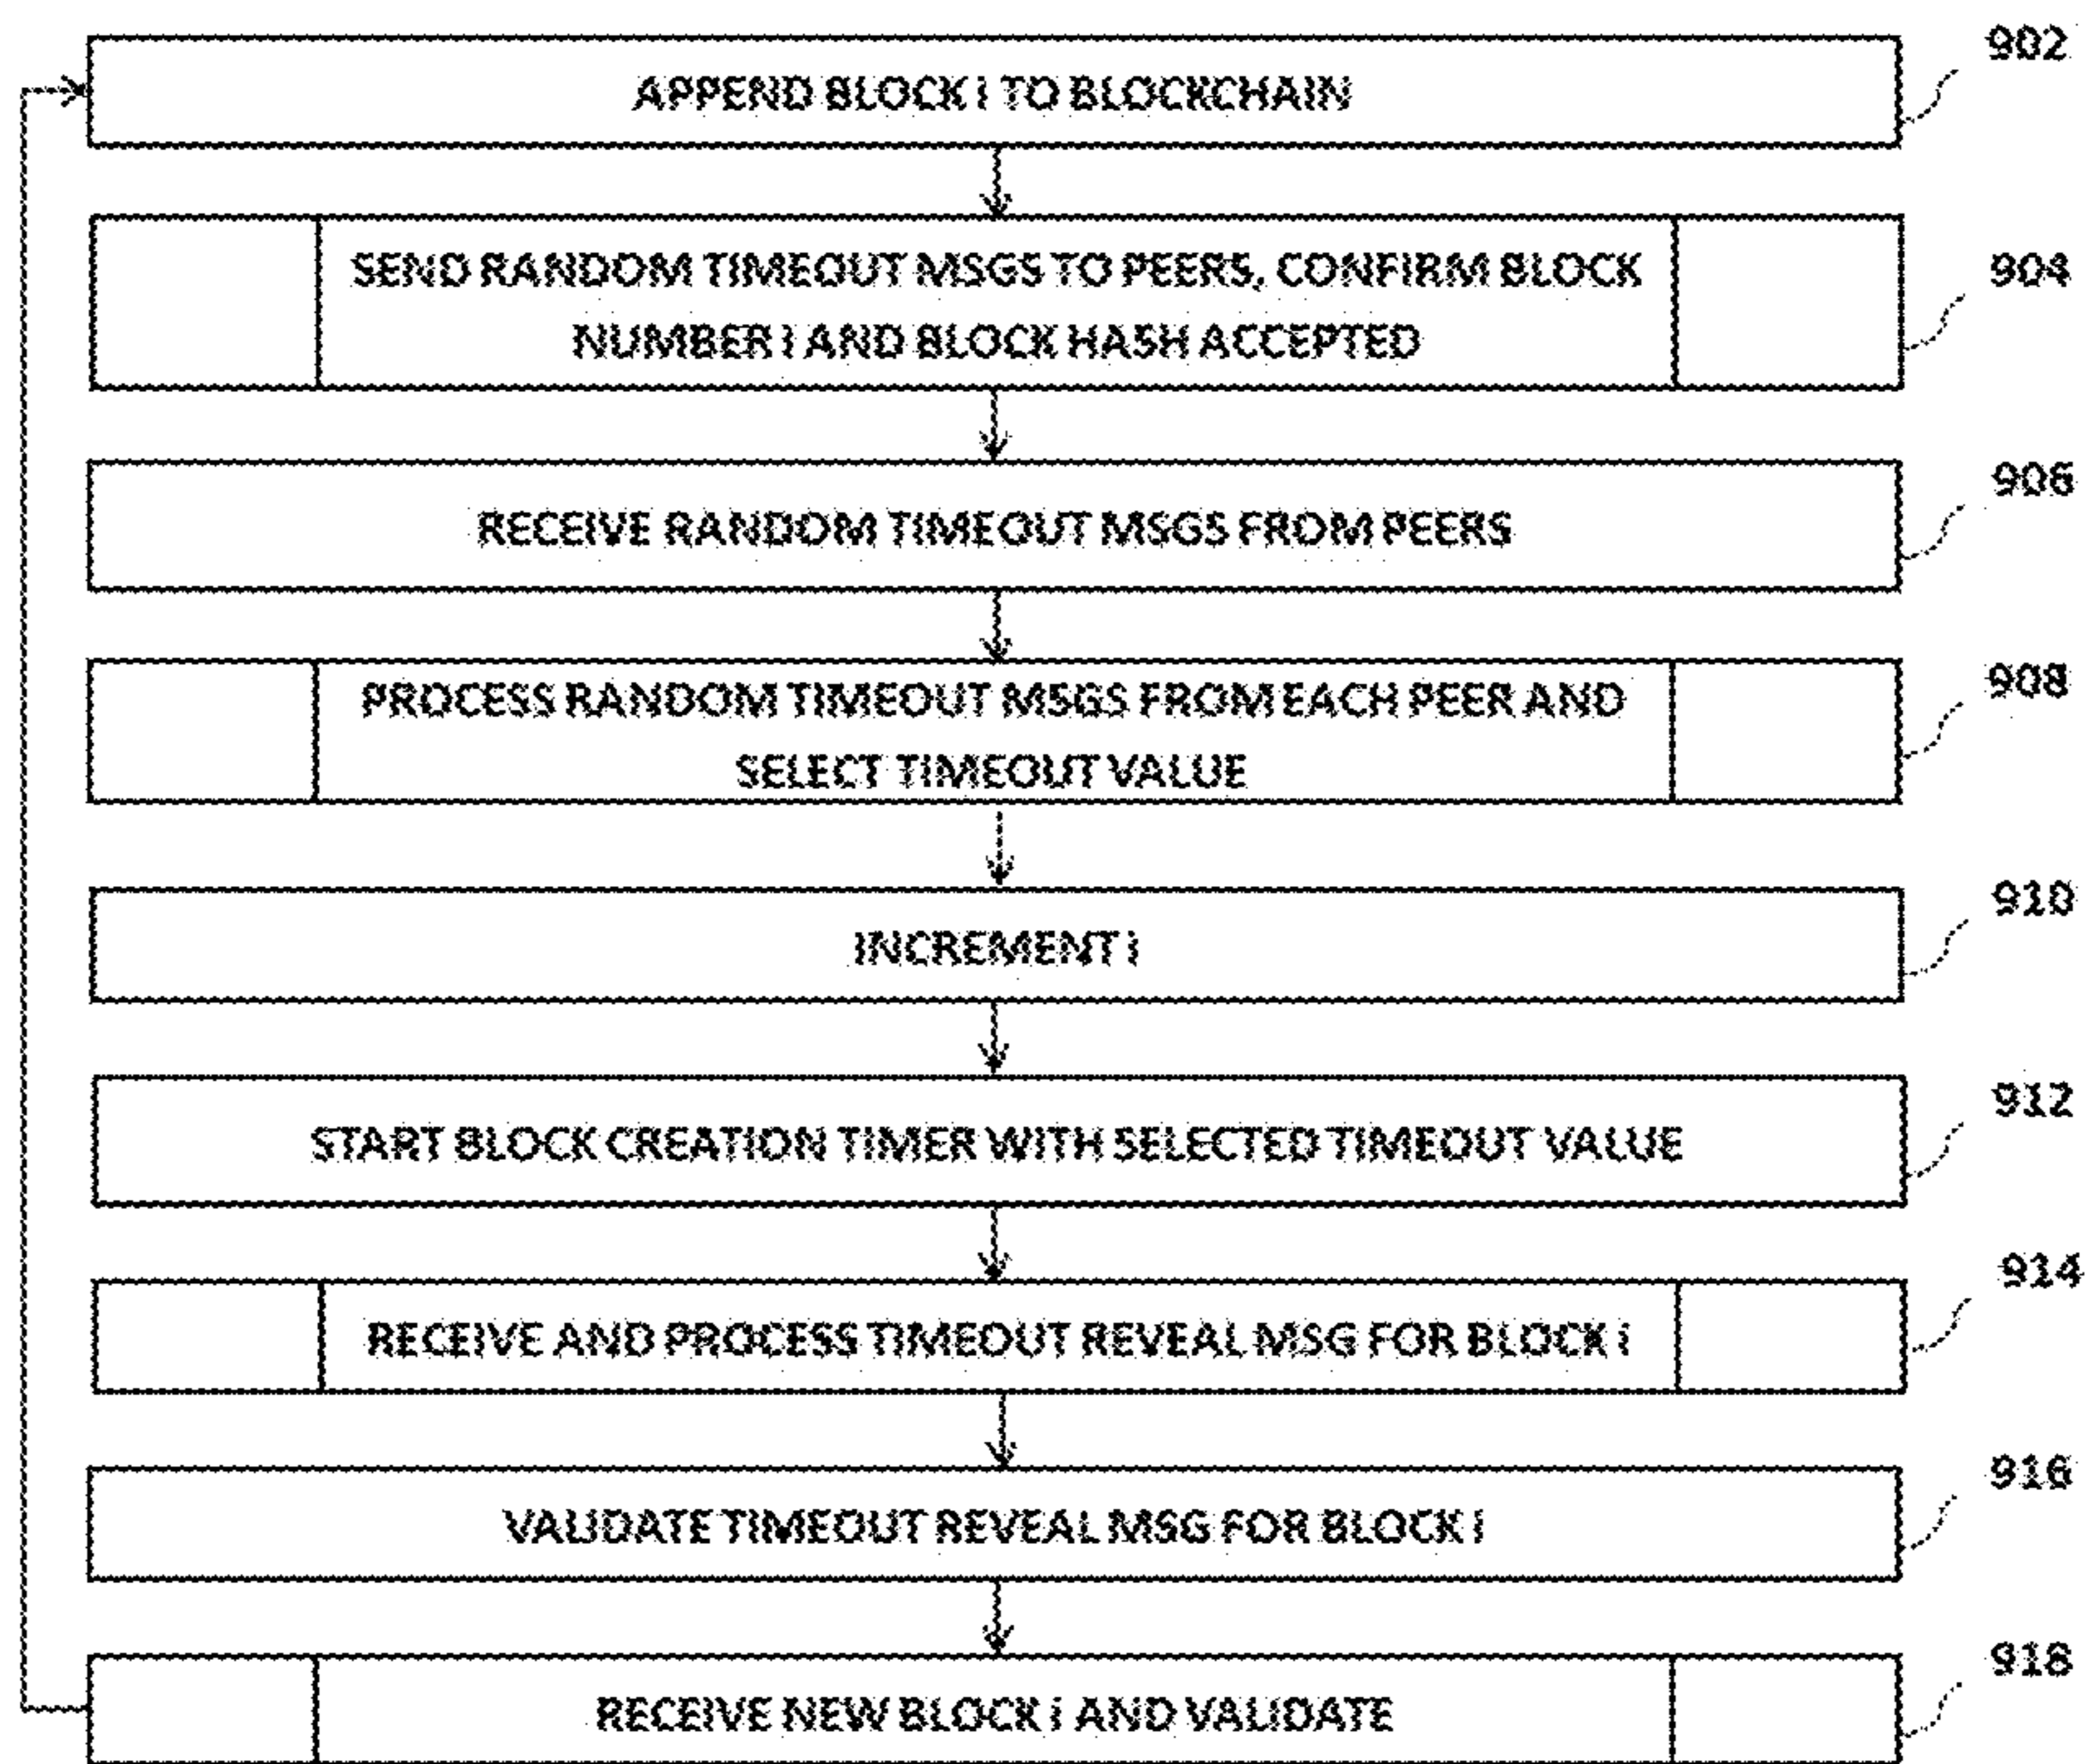 902
APPEND BLOCK i TO BLOCKCHAIN
SEND RANDOM TIMEOUT MSGS TO PEERS, CONFIRM BLOCK
904
NUMBER i AND BLOCK HASH ACCEPTED
906
RECEIVE RANDOM TIMEOUT MSGS FROM PEERS
908
PROCESS RANDOM TIMEOUT MSGS FROM EACH PEER AND
SELECT TIMEOUT VALUE
910
INCREMENT i
912
START BLOCK CREATION TIMER WITH SELECTED TIMEOUT VALUE
914
RECEIVE AND PROCESS TIMEOUT REVEAL MSG FOR BLOCK i
916
VALIDATE TIMEOUT REVEAL MSG FOR BLOCK i
918
RECEIVE NEW BLOCK i AND VALIDATE